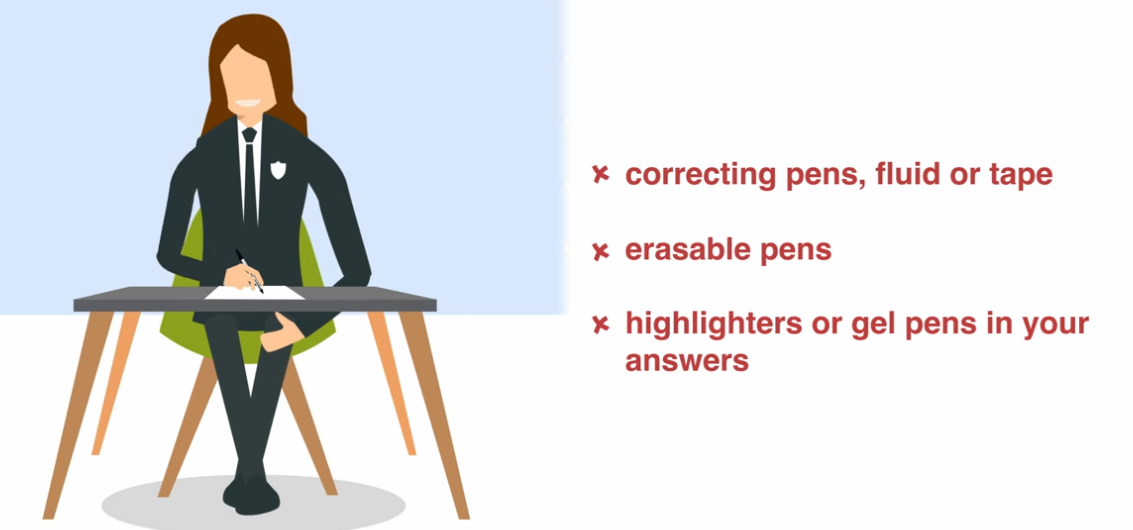 correcting pens, fluid or tape
erasable pens
highlighters or gel pens in your
answers